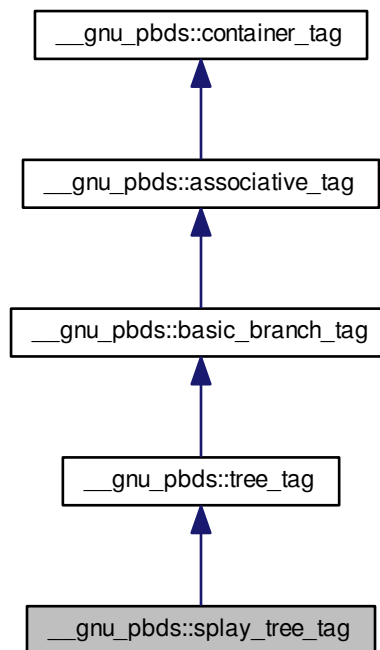 __gnu_pbds::container_tag
__gnu_pbds::associative_tag
__gnu_pbds::basic_branch_tag
__gnu_pbds::tree_tag
__gnu_pbds::splay_tree_tag